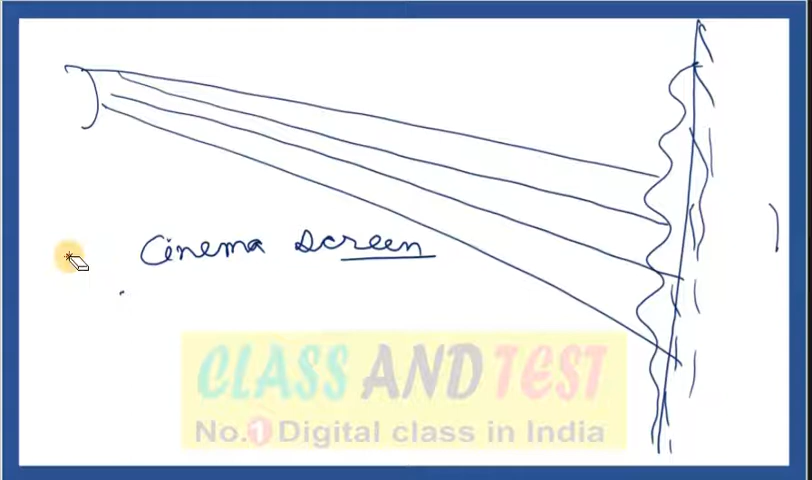 Cinema screen
CLASS AND TEST
No.1 Digital class in India